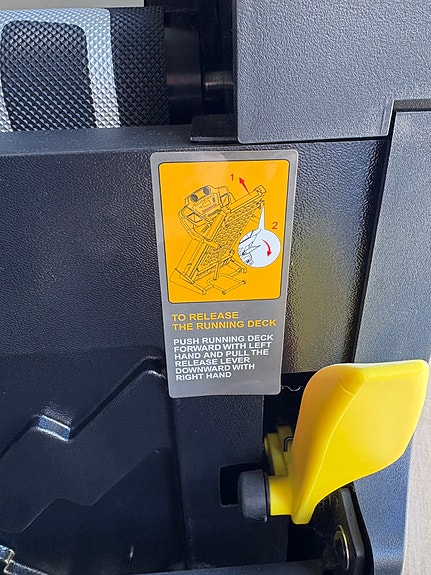 1
2
TO RELEASE
THE RUNNING DECK
PUSH RUNNING DECK
FORWARD WITH LEFT
HAND AND PULL THE
RELEASE LEVER
DOWNWARD WITH
RIGHT HAND